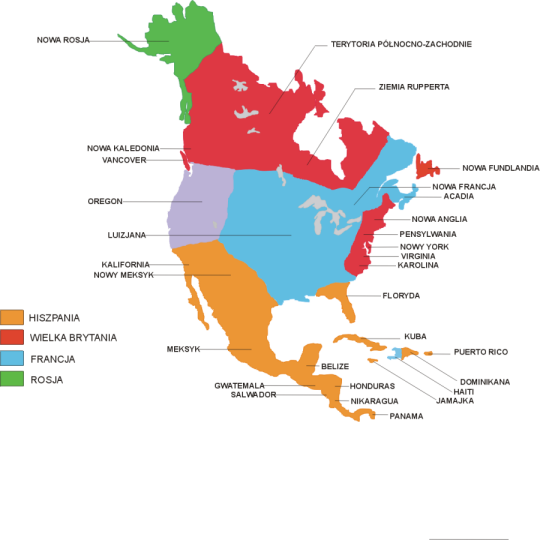 NOWA ROSJA
TERYTORIA PÓŁNOCNO-ZACHODNIE
ZIEMIA RUPPERTA
NOWA KALEDONIA
VANCOVER
NOWA FUNDLANDIA
NOWA FRANCJA
ACADIA
OREGON
NOWA ANGLIA
PENSYLWANIA
LUIZJANA
NOWY YORK
VIRGINIA
KALIFORNIA
KAROLINA
NOWY MEKSYK
FLORYDA
HISZPANIA
WIELKA BRYTANIA
FRANCJA
ROSJA
KUBA
MEKSYK
PUERTO RICO
BELIZE
DOMINIKANA
GWATEMALA
HONDURAS
HAITI
SALWADOR
JAMAJKA
NIKARAGUA
PANAMA